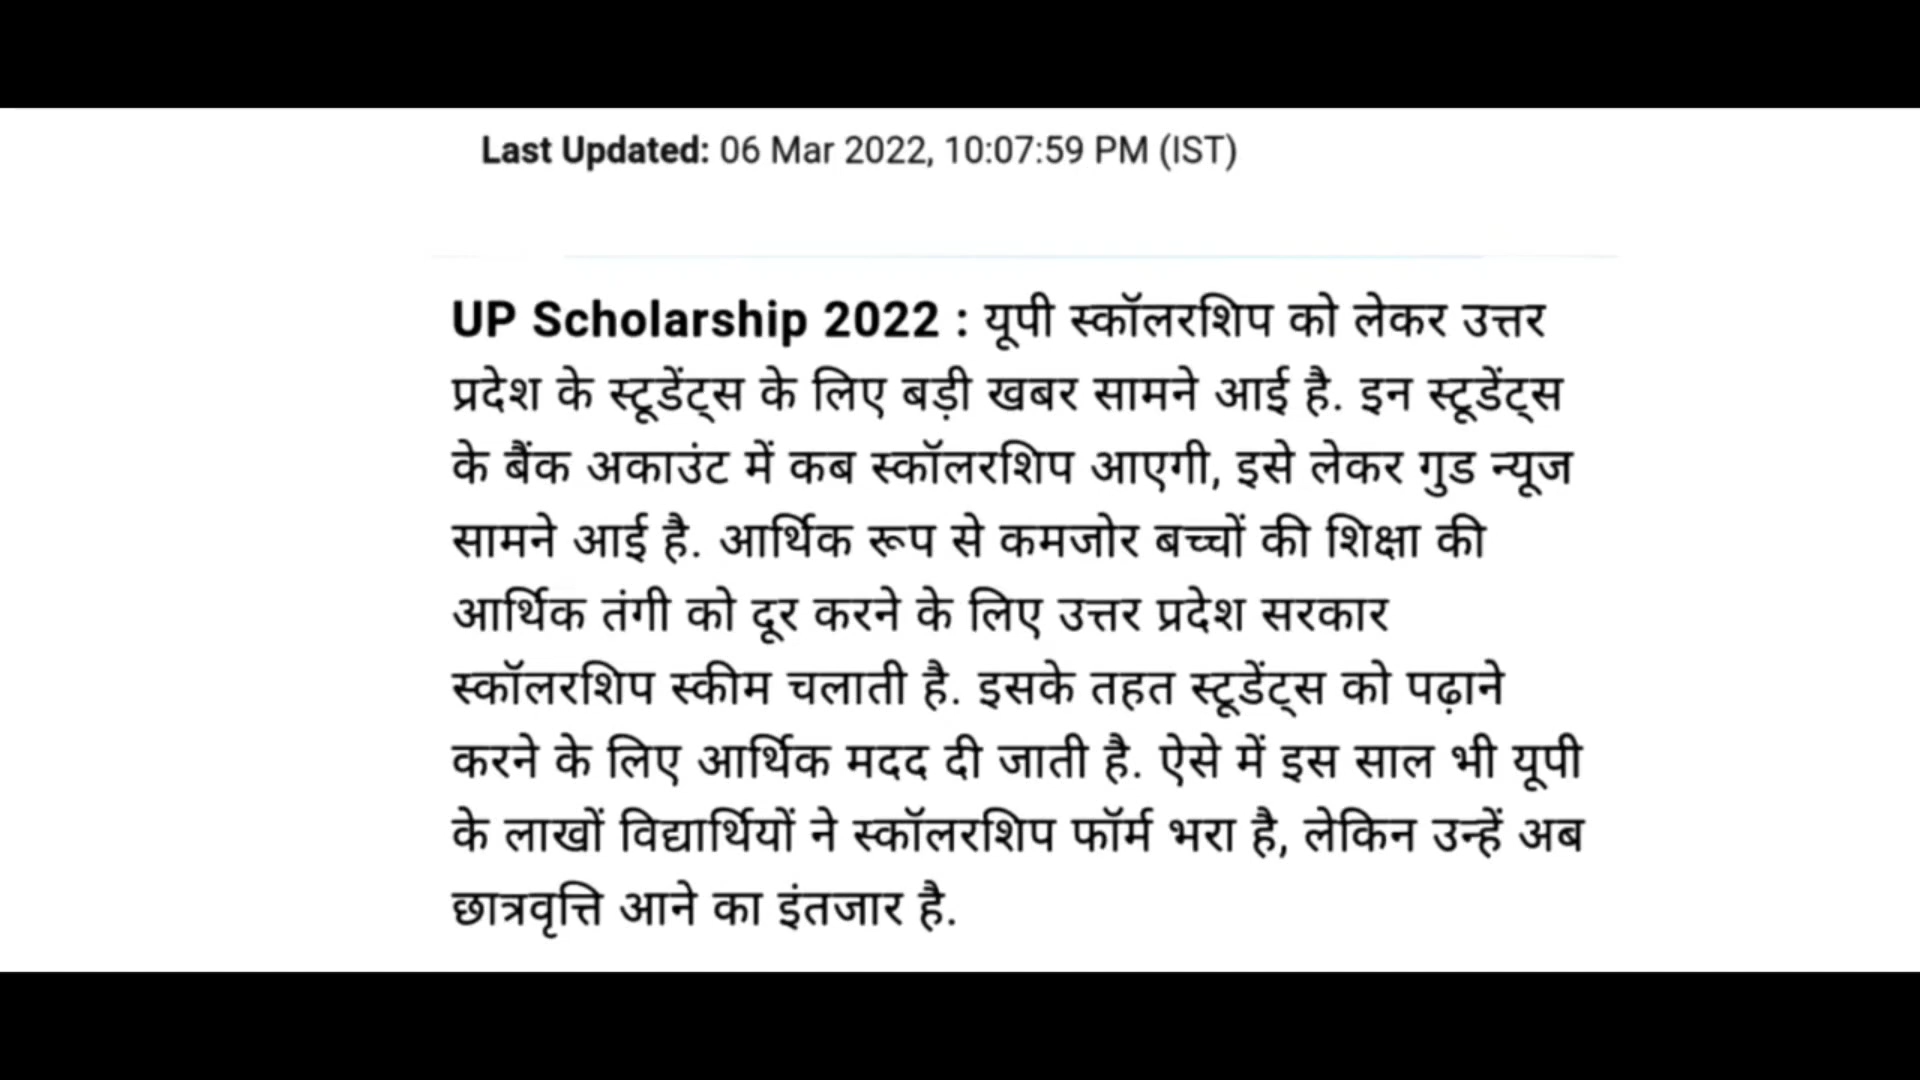 Last Updated: 06 Mar 2022, 10:07:59 PM (IST)
UP Scholarship 2022 : यूपी स्कॉलरशिप को लेकर उत्तर
प्रदेश के स्टूडेंट्स के लिए बड़ी खबर सामने आई है. इन स्टूडेंट्स
के बैंक अकाउंट में कब स्कॉलरशिप आएगी, इसे लेकर गुड न्यूज
सामने आई है. आर्थिक रूप से कमजोर बच्चों की शिक्षा की
आर्थिक तंगी को दूर करने के लिए उत्तर प्रदेश सरकार
स्कॉलरशिप स्कीम चलाती है. इसके तहत स्टूडेंट्स को पढ़ाने
करने के लिए आर्थिक मदद दी जाती है. ऐसे में इस साल भी यूपी
के लाखों विद्यार्थियों ने स्कॉलरशिप फॉर्म भरा है, लेकिन उन्हें अब
छात्रवृत्ति आने का इंतजार है.